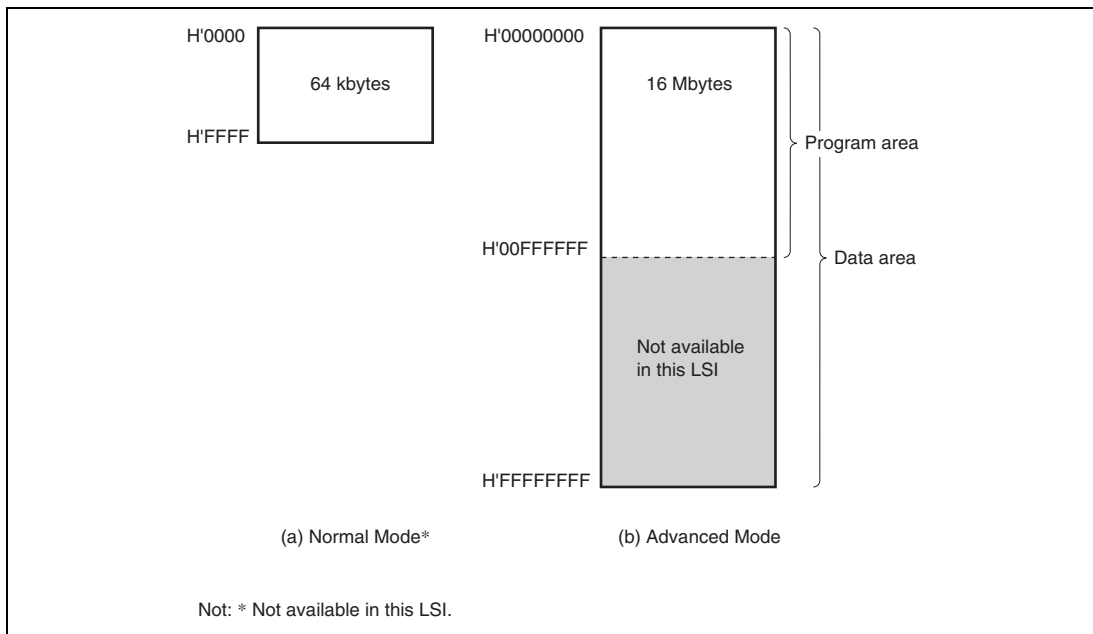 H'0000
64 kbytes
H'FFFF
H'00000000
16 Mbytes
Program area
H'00FFFFFF
Data area
Not available
in this LSI
H'FFFFFFFF
(a) Normal Mode*
(b) Advanced Mode
Not: * Not available in this LSI.